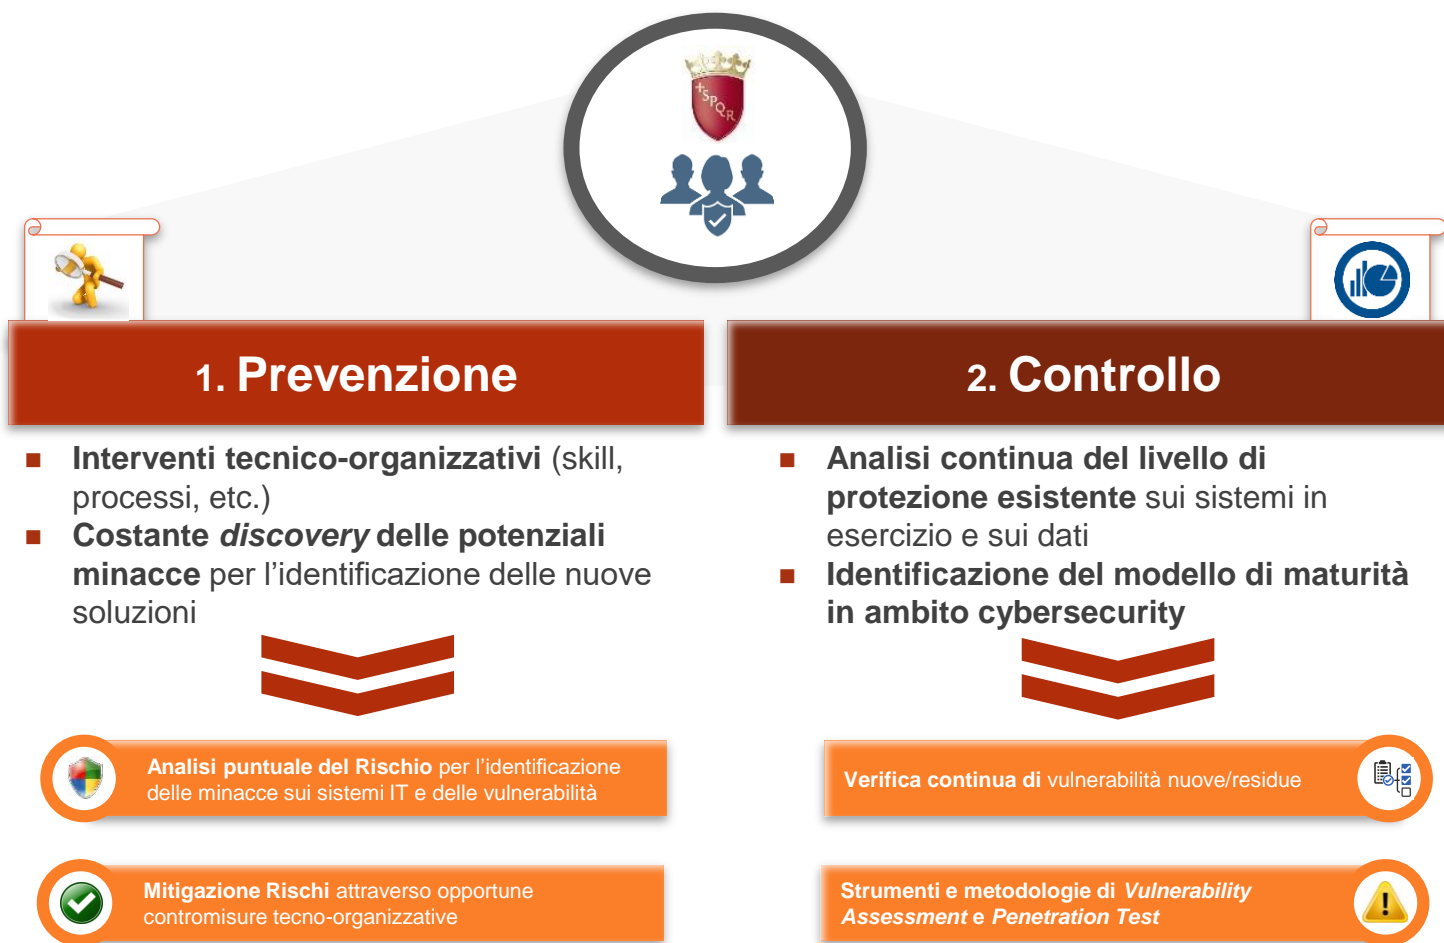 +SPQR
1. Prevenzione
■ Interventi tecnico-organizzativi (skill,
processi, etc.)
■ Costante discovery delle potenziali
minacce per l’identificazione delle nuove
soluzioni
Analisi puntuale del Rischio per l’identificazione
delle minacce sui sistemi IT e delle vulnerabilità
Mitigazione Rischi attraverso opportune
contromisure tecno-organizzative
2. Controllo
■ Analisi continua del livello di
protezione esistente sui sistemi in
esercizio e sui dati
■ Identificazione del modello di maturità
in ambito cybersecurity
Verifica continua di vulnerabilità nuove/residue
Strumenti e metodologie di Vulnerability
Assessment e Penetration Test